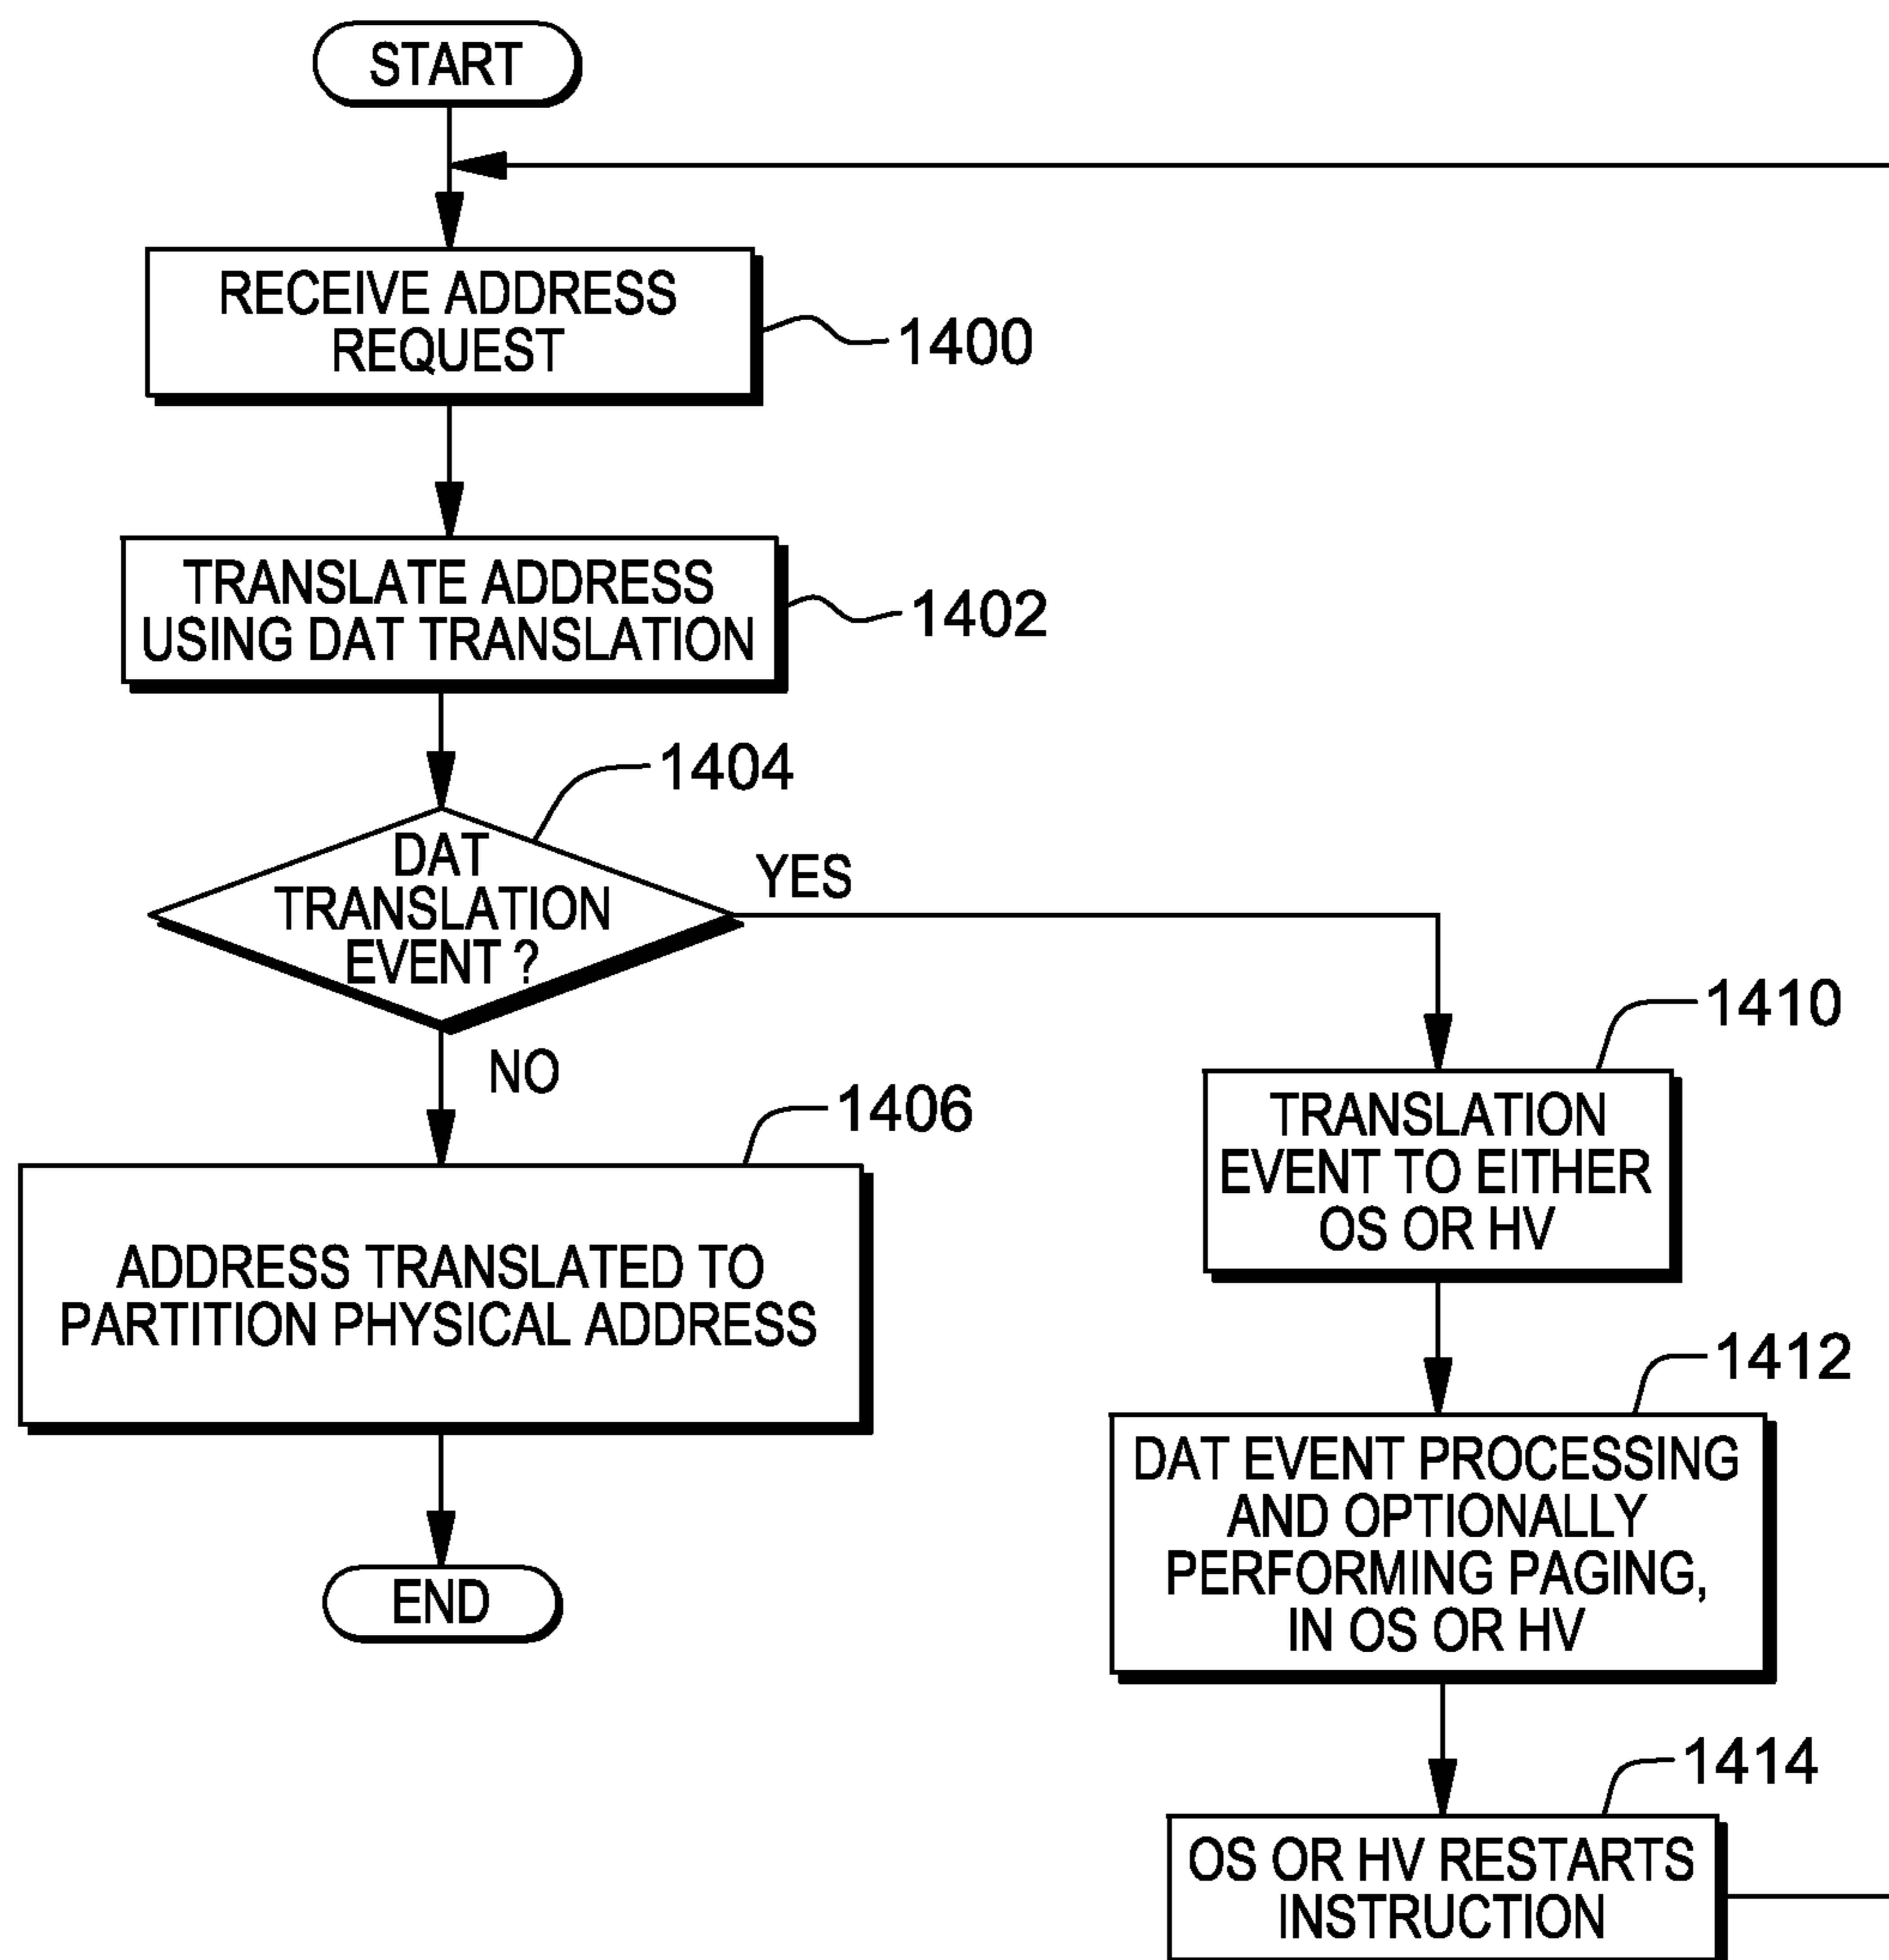 START
RECEIVE ADDRESS
REQUEST
1400
TRANSLATE ADDRESS
USING DAT TRANSLATION
1402
1404
DAT
TRANSLATION
EVENT ?
YES
NO
1406
ADDRESS TRANSLATED TO
PARTITION PHYSICAL ADDRESS
END
1410
TRANSLATION
EVENT TO EITHER
OS OR HV
1412
DAT EVENT PROCESSING
AND OPTIONALLY
PERFORMING PAGING,
IN OS OR HV
1414
OS OR HV RESTARTS
INSTRUCTION